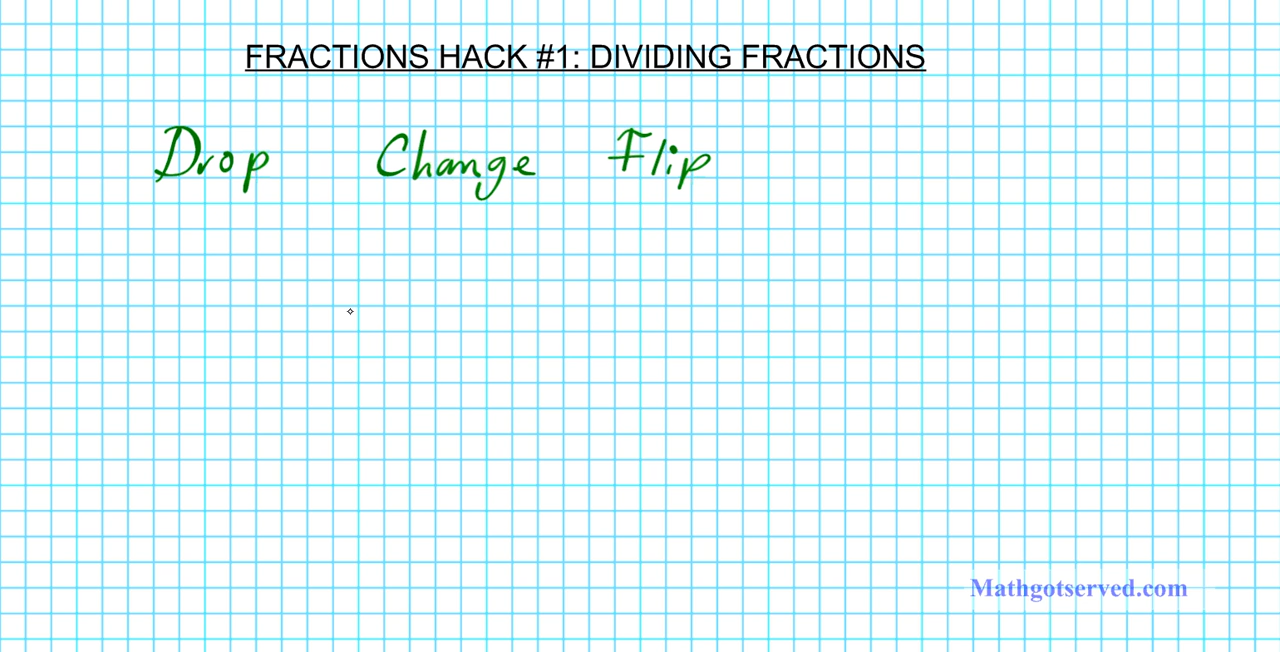 FRACTIONS HACK #1: DIVIDING FRACTIONS
Drop Change Flip
Mathgotserved.com